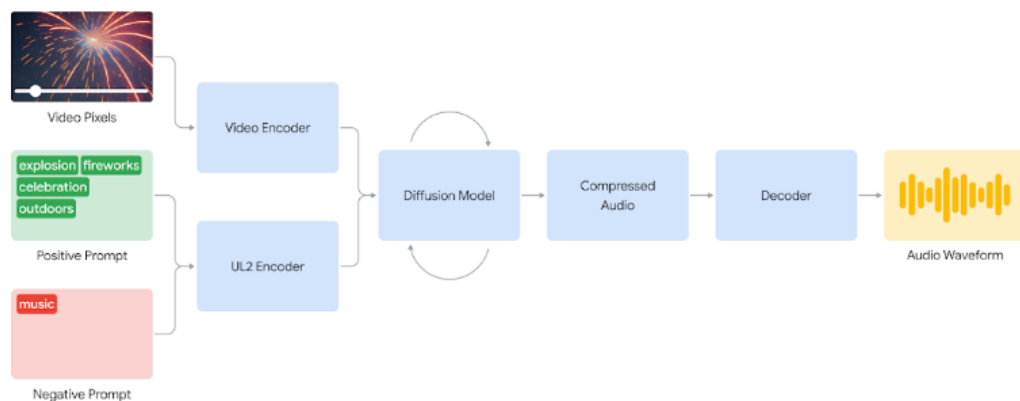 Video Pixels
explosion fireworks
celebration
outdoors
Positive Prompt
music
Negative Prompt
Video Encoder
UL2 Encoder
Diffusion Model
Compressed
Audio
Decoder
Audio Waveform